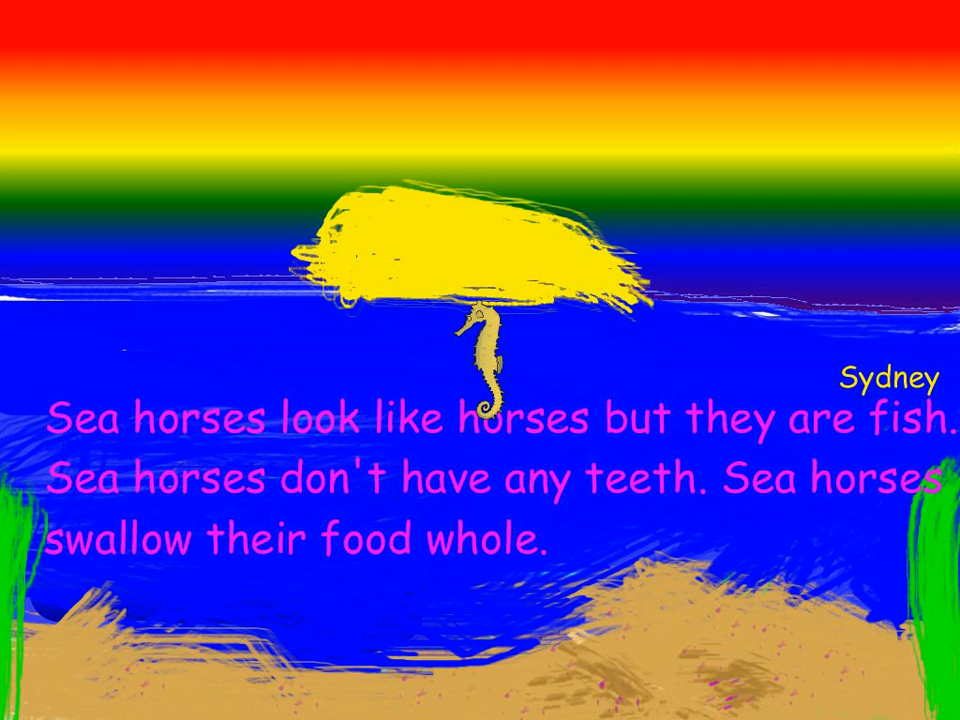 Sydney
Sea horses look like horses but they are fish.
Sea horses don't have any teeth. Sea horses
swallow their food whole.